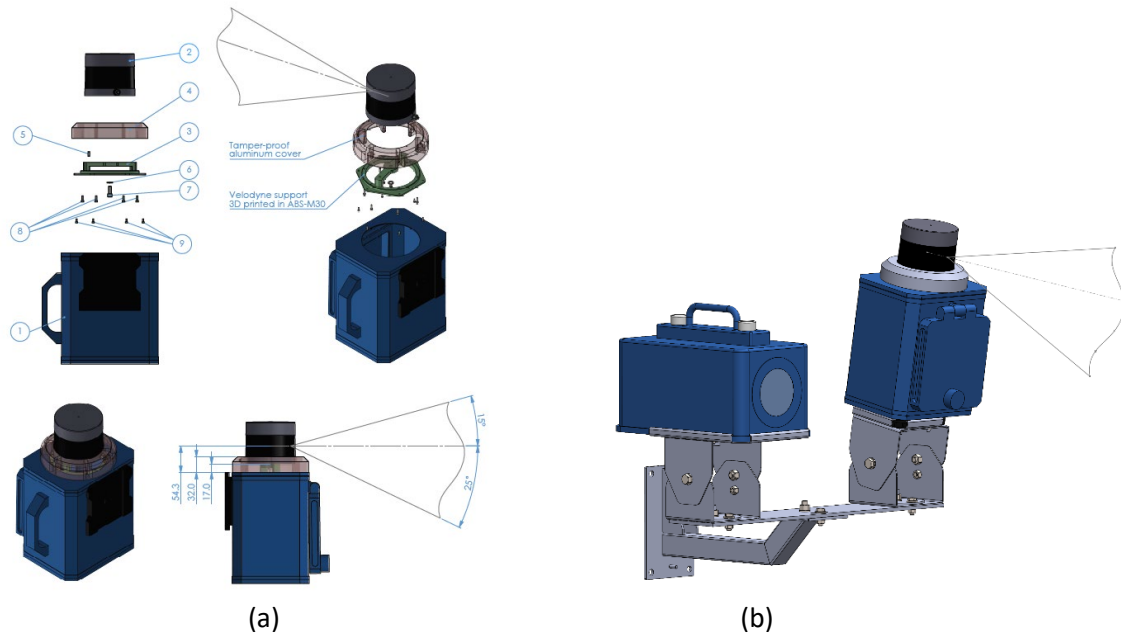 2
4
5
3
6
7
8
9
1
Tamper-proof
aluminum cover
Velodyne support
3D printed in ABS-M30
54.3
32.0
17.0
15°
25°
(a)
(b)